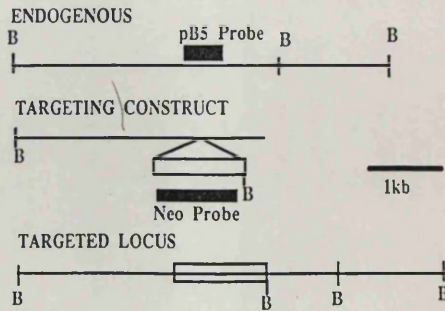 ENDOGENOUS
B pB5 Probe B B
TARGETING CONSTRUCT
B
B
Neo Probe
1kb
TARGETED LOCUS
B B B B